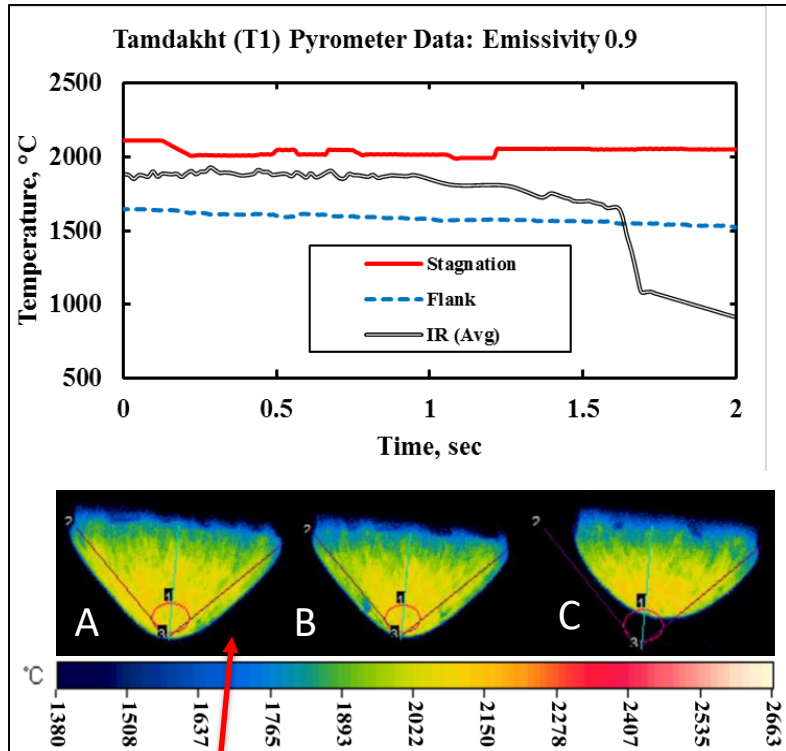 Tamdakht (T1) Pyrometer Data: Emissivity 0.9
Temperature, °C
2500
2000
1500
1000
500
Stagnation
Flank
IR (Avg)
0 0.5 1 1.5 2
Time, sec
2 1 3 A
2 1 3 B
2 1 3 C
°C
1380 1508 1637 1765 1893 2022 2150 2278 2407 2535 2663